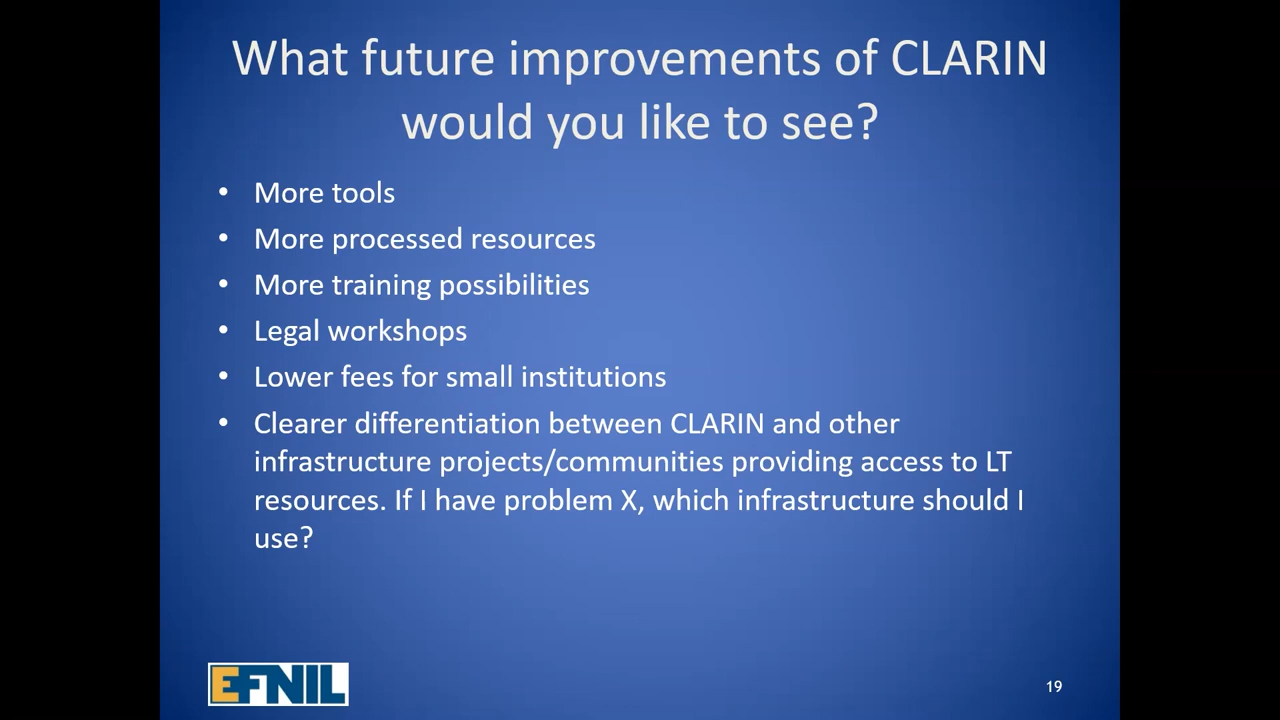 What future improvements of CLARIN
would you like to see?
• More tools
• More processed resources
• More training possibilities
• Legal workshops
• Lower fees for small institutions
• Clearer differentiation between CLARIN and other
infrastructure projects/communities providing access to LT
resources. If I have problem X, which infrastructure should I
use?
EFNIL
19